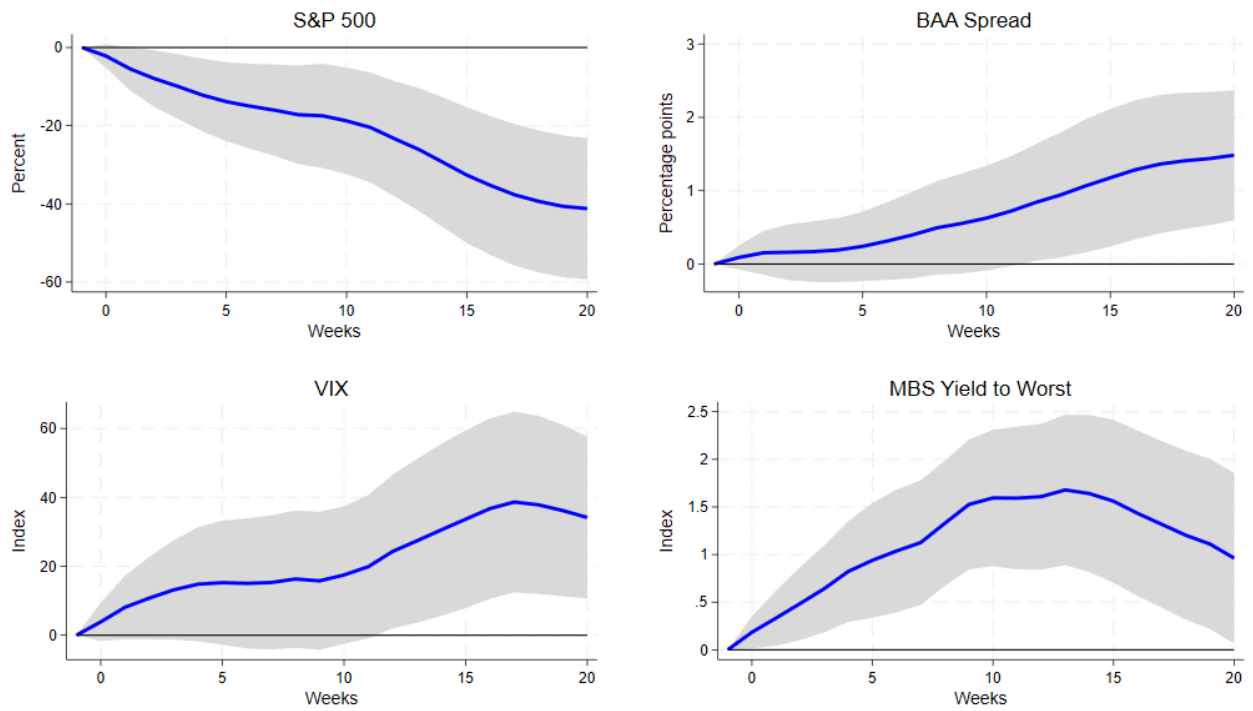 S&P 500
Percent
0
-20
-40
-60
0 5 10 15 20
Weeks
BAA Spread
Percentage points
3
2
1
0
0 5 10 15 20
Weeks
VIX
Index
60
40
20
0
0 5 10 15 20
Weeks
MBS Yield to Worst
Index
2.5
2
1.5
1
.5
0
0 5 10 15 20
Weeks